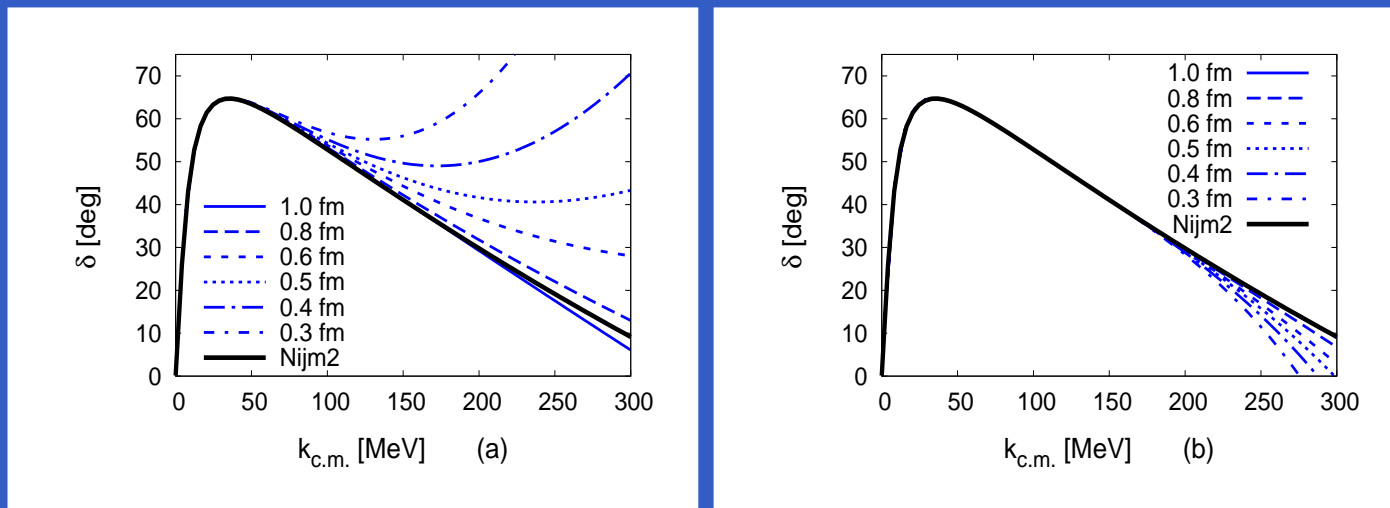 70
60
50
40
30
20
10
0
δ [deg]
1.0 fm
0.8 fm
0.6 fm
0.5 fm
0.4 fm
0.3 fm
Nijm2
0 50 100 150 200 250 300
k_c.m. [MeV] (a)
70
60
50
40
30
20
10
0
δ [deg]
1.0 fm
0.8 fm
0.6 fm
0.5 fm
0.4 fm
0.3 fm
Nijm2
0 50 100 150 200 250 300
k_c.m. [MeV] (b)